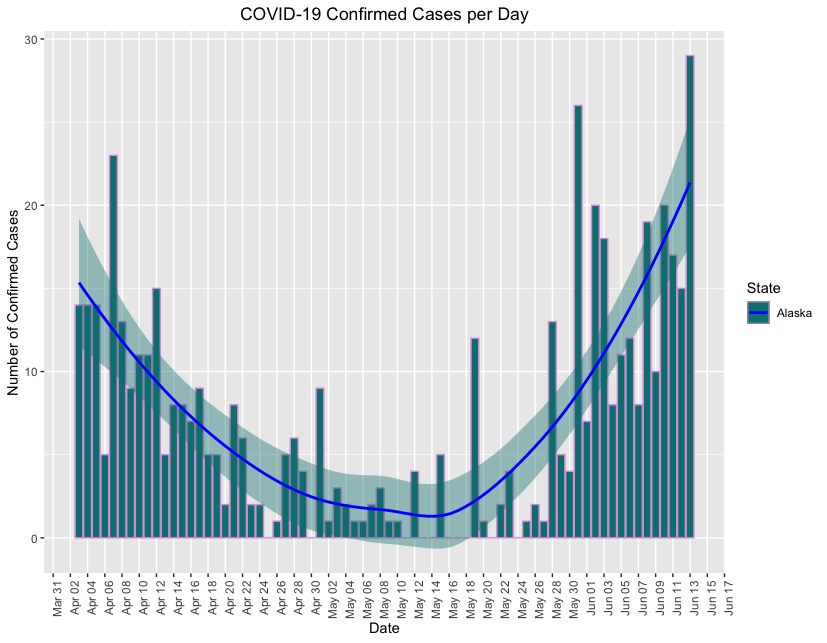 COVID-19 Confirmed Cases per Day
Number of Confirmed Cases
30
20
10
0
Mar 31
Apr 02
Apr 04
Apr 06
Apr 08
Apr 10
Apr 12
Apr 14
Apr 16
Apr 18
Apr 20
Apr 22
Apr 24
Apr 26
Apr 28
Apr 30
May 02
May 04
May 06
May 08
May 10
May 12
May 14
May 16
May 18
May 20
May 22
May 24
May 26
May 28
May 30
Jun 01
Jun 03
Jun 05
Jun 07
Jun 09
Jun 11
Jun 13
Jun 15
Jun 17
Date
State
Alaska